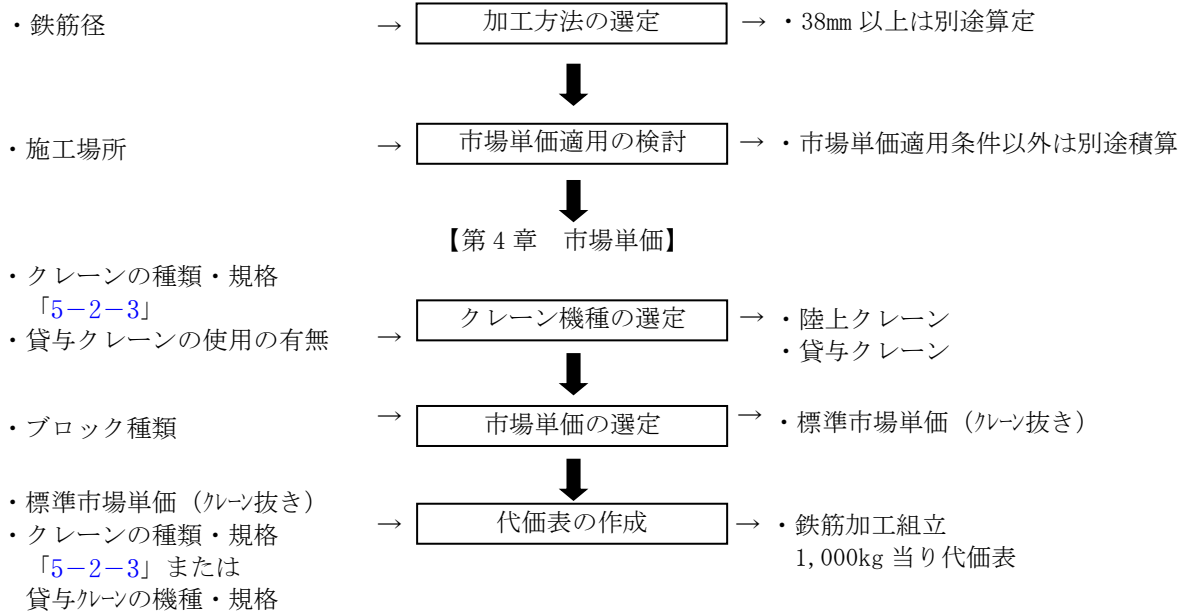 ・鉄筋径 → 加工方法の選定 → ・38㎜ 以上は別途算定
・施工場所 → 市場単価適用の検討 → ・市場単価適用条件以外は別途積算
【第4章 市場単価】
・クレーンの種類・規格
「5－2－3」
・貸与クレーンの使用の有無 → クレーン機種の選定 → ・陸上クレーン
・貸与クレーン
・ブロック種類 → 市場単価の選定 → ・標準市場単価（ｸﾚｰﾝ抜き）
・標準市場単価（ｸﾚｰﾝ抜き）
・クレーンの種類・規格 → 代価表の作成 → ・鉄筋加工組立
「5－2－3」または
1,000kg 当り代価表
貸与ｸﾚｰﾝの機種・規格